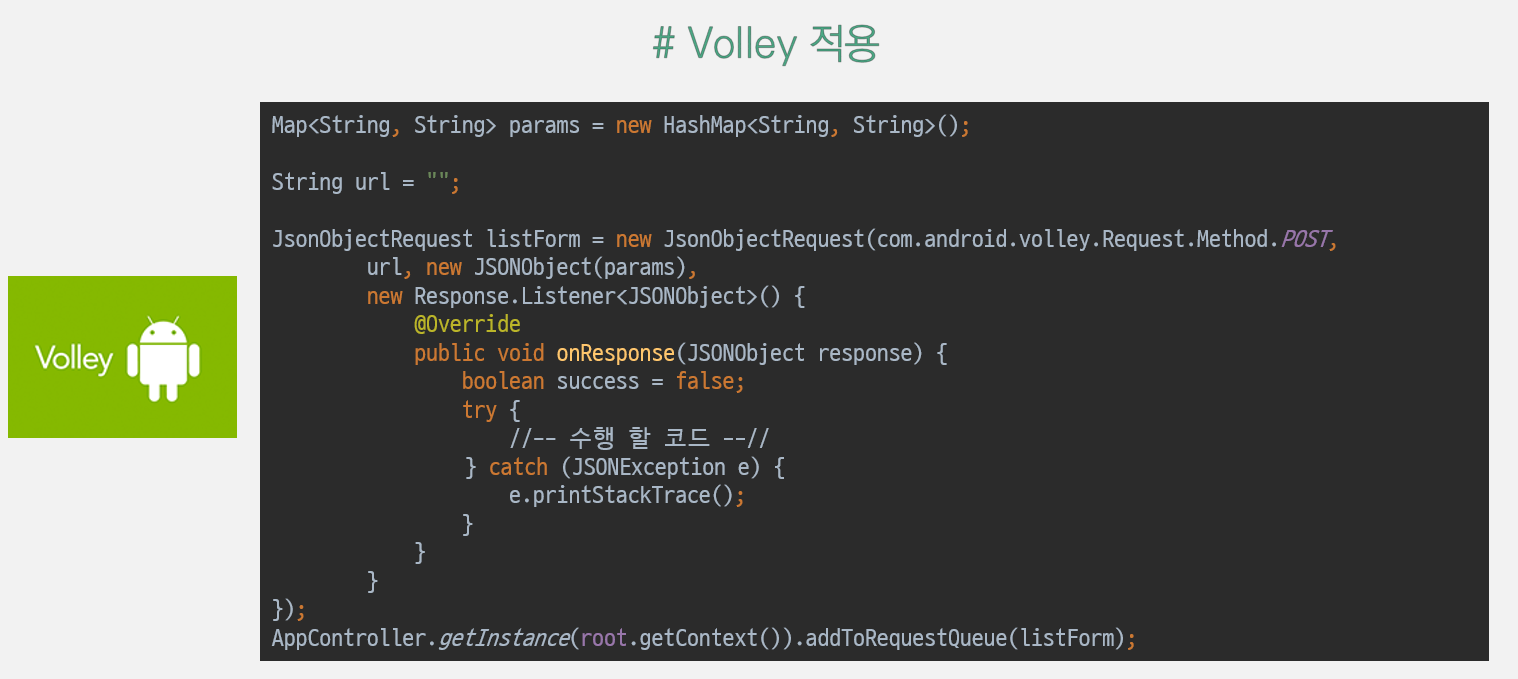 # Volley 적용
Volley
Map<String, String> params = new HashMap<String, String>();
String url = "";
JsonObjectRequest listForm = new JsonObjectRequest(com.android.volley.Request.Method.POST,
url, new JSONObject(params),
new Response.Listener<JSONObject>() {
@Override
public void onResponse(JSONObject response) {
boolean success = false;
try {
//-- 수행 할 코드 --//
} catch (JSONException e) {
e.printStackTrace();
}
}
}
});
AppController.getInstance(root.getContext()).addToRequestQueue(listForm);